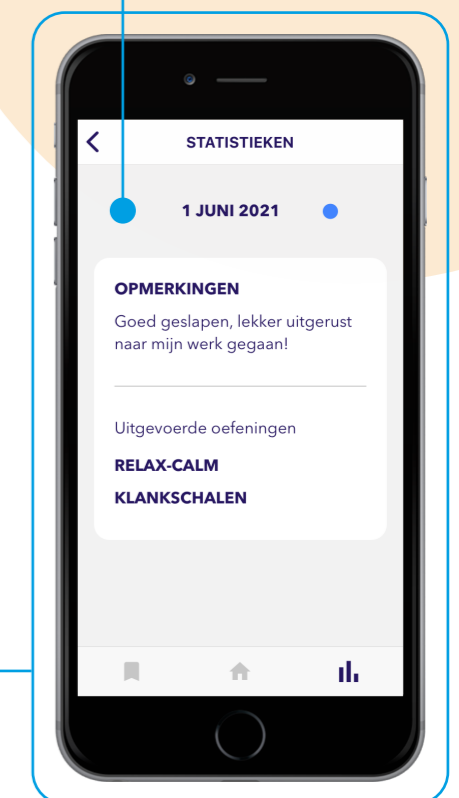 STATISTIEKEN
1 JUNI 2021
OPMERKINGEN
Goed geslapen, lekker uitgerust
naar mijn werk gegaan!
Uitgevoerde oefeningen
RELAX-CALM
KLANKSCHALEN